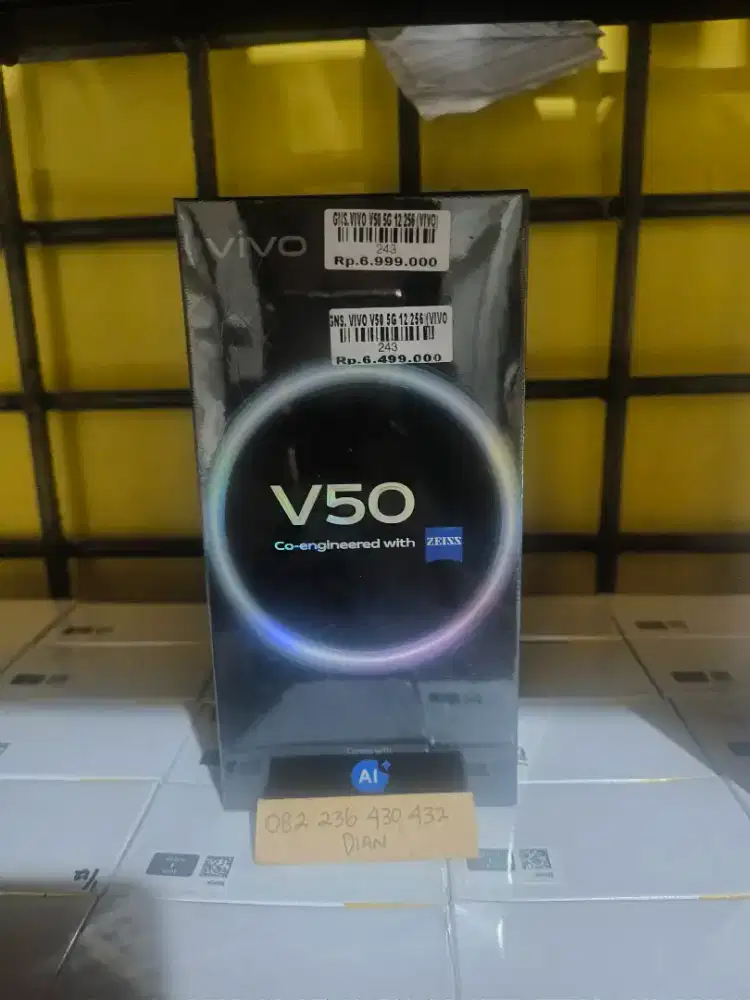 vivo
GNS. VIVO V50 5G 12 256 (VIVO)
243
Rp.6.999.000
GNS. VIVO V50 5G 12 256 (VIVO
243
Rp.6.499.000
V50
Co-engineered with ZEISS
AI
082 236 430 432
DIAN